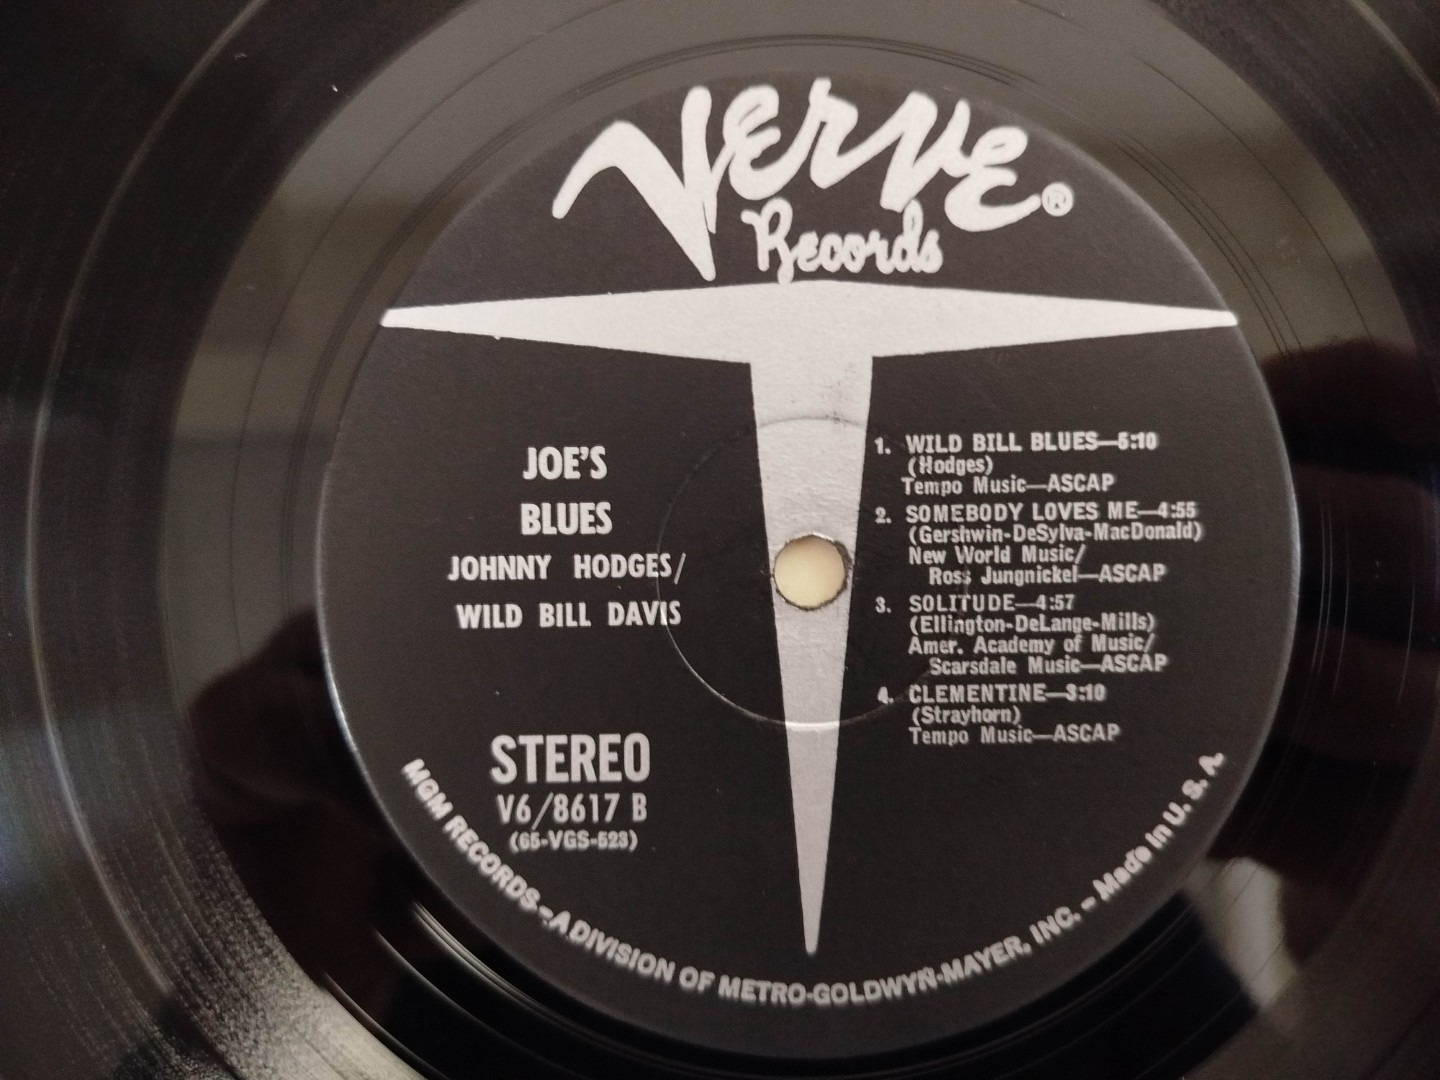 Verve ®
Records
JOE'S
BLUES
JOHNNY HODGES/
WILD BILL DAVIS
STEREO
V6/8617 B
(65-VGS-523)
1. WILD BILL BLUES—5:10
(Hodges)
Tempo Music—ASCAP
2. SOMEBODY LOVES ME—4:55
(Gershwin-DeSylva-MacDonald)
New World Music/
Ross Jungnickel—ASCAP
3. SOLITUDE—4:57
(Ellington-DeLange-Mills)
Amer. Academy of Music/
Scarsdale Music—ASCAP
4. CLEMENTINE—3:10
(Strayhorn)
Tempo Music—ASCAP
MGM RECORDS – A DIVISION OF METRO-GOLDWYN-MAYER, INC. – Made in U. S. A.